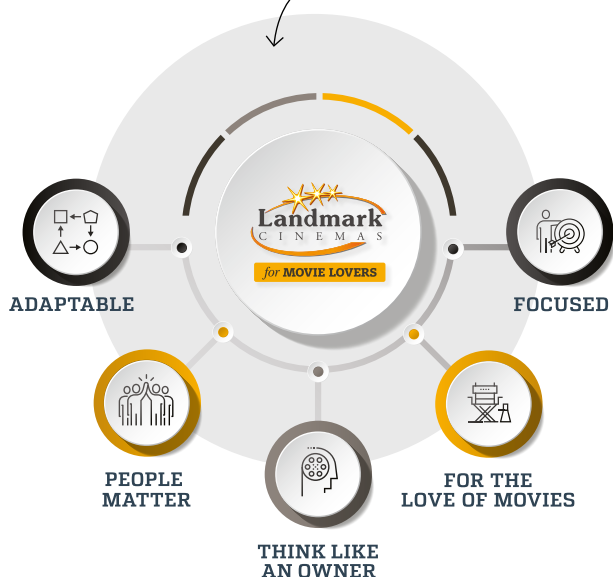 Landmark
CINEMAS
for MOVIE LOVERS
ADAPTABLE
FOCUSED
PEOPLE
MATTER
FOR THE
LOVE OF MOVIES
THINK LIKE
AN OWNER